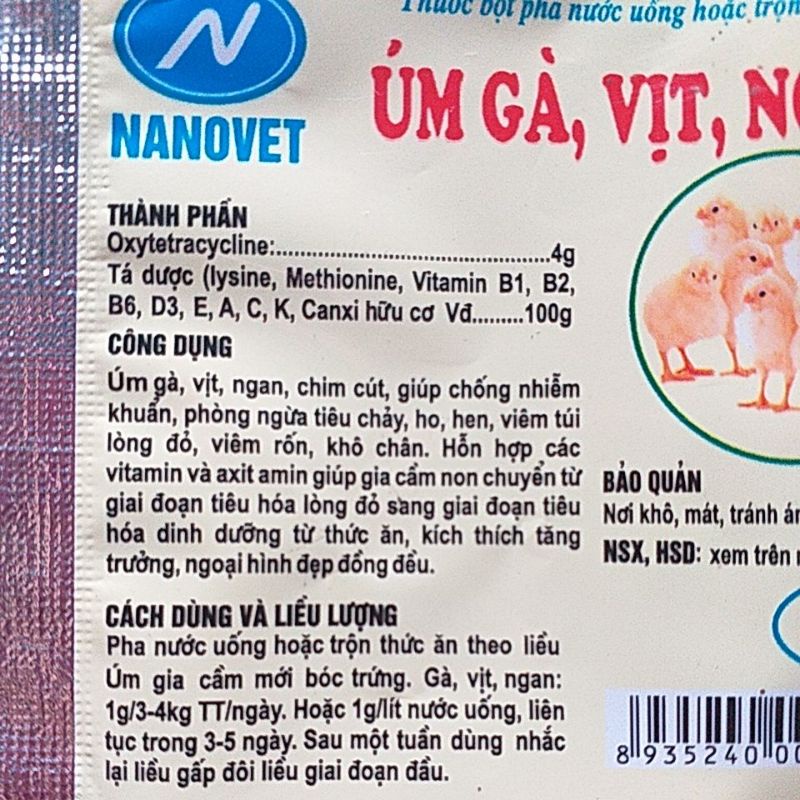 Thuốc bột pha nước uống hoặc trộn
NANOVET
ÚM GÀ, VỊT,
THÀNH PHẦN
Oxytetracycline:..................................................4g
Tá dược (lysine, Methionine, Vitamin B1, B2,
B6, D3, E, A, C, K, Canxi hữu cơ Vđ.........100g
CÔNG DỤNG
Úm gà, vịt, ngan, chim cút, giúp chống nhiễm
khuẩn, phòng ngừa tiêu chảy, ho, hen, viêm túi
lòng đỏ, viêm rốn, khô chân. Hỗn hợp các
vitamin và axit amin giúp gia cầm non chuyển từ
giai đoạn tiêu hóa lòng đỏ sang giai đoạn tiêu
hóa dinh dưỡng từ thức ăn, kích thích tăng
trưởng, ngoại hình đẹp đồng đều.
CÁCH DÙNG VÀ LIỀU LƯỢNG
Pha nước uống hoặc trộn thức ăn theo liều
Úm gia cầm mới bóc trứng. Gà, vịt, ngan:
1g/3-4kg TT/ngày. Hoặc 1g/lít nước uống, liên
tục trong 3-5 ngày. Sau một tuần dùng nhắc
lại liều gấp đôi liều giai đoạn đầu.
BẢO QUẢN
Nơi khô, mát, tránh
NSX, HSD: xem trên
8 935240 00